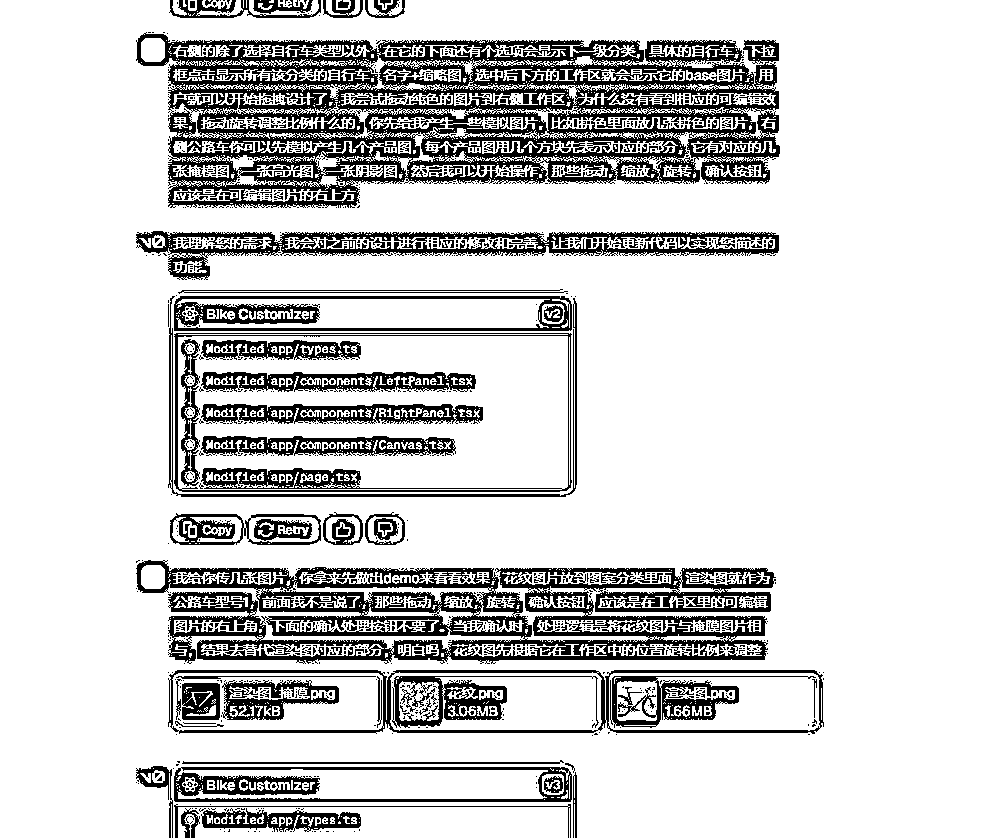 Copy Retry
右侧的除了选择自行车类型以外，在它的下面还有个选项会显示下一级分类，具体的自行车，下拉
框点击显示所有该分类的自行车，名字+缩略图，选中后下方的工作区就会显示它的base图片，用
户就可以开始拖拽设计了，我尝试拖动纯色的图片到右侧工作区，为什么没有看到相应的可编辑效
果，拖动旋转调整比例什么的，你先给我产生一些模拟图片，比如拼色里面放几张拼色的图片，右
侧公路车你可以先模拟产生几个产品图，每个产品图用几个方块先表示对应的部分，它有对应的几
张掩模图，一张高光图，一张阴影图，然后我可以开始操作，那些拖动，缩放，旋转，确认按钮，
应该是在可编辑图片的右上方
v0 我理解您的需求，我会对之前的设计进行相应的修改和完善。让我们开始更新代码以实现您描述的
功能。
Bike Customizer v2
Modified app/types.ts
Modified app/components/LeftPanel.tsx
Modified app/components/RightPanel.tsx
Modified app/components/Canvas.tsx
Modified app/page.tsx
Copy Retry
我给你传几张图片，你拿来先做出demo来看看效果，花纹图片放到图案分类里面，渲染图就作为
公路车型号1，前面我不是说了，那些拖动，缩放，旋转，确认按钮，应该是在工作区里的可编辑
图片的右上角，下面的确认处理按钮不要了。当我确认时，处理逻辑是将花纹图片与掩膜图片相
与，结果去替代渲染图对应的部分，明白吗，花纹图先根据它在工作区中的位置旋转比例来调整
渲染图_掩膜.png 花纹.png 渲染图.png
52.17kB 3.06MB 1.66MB
v0 Bike Customizer v3
Modified app/types.ts